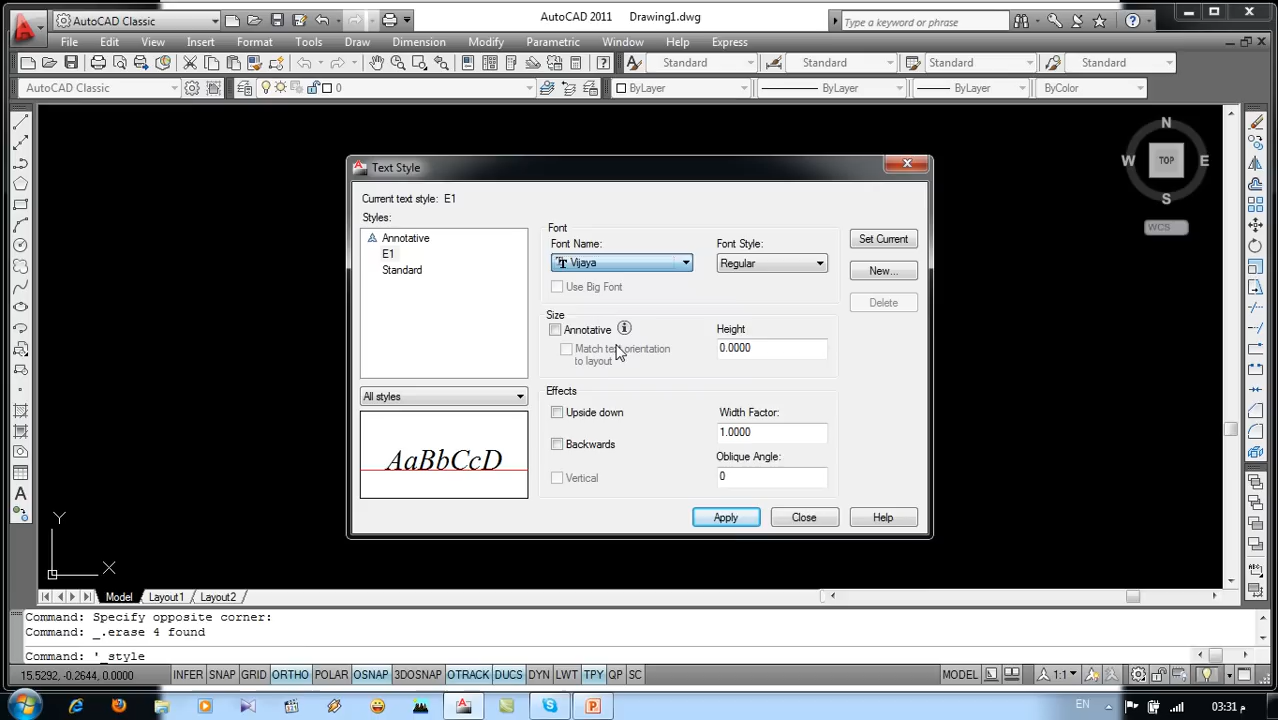 AutoCAD Classic
AutoCAD 2011 Drawing1.dwg
Type a keyword or phrase
File Edit View Insert Format Tools Draw Dimension Modify Parametric Window Help Express
Standard Standard Standard Standard
AutoCAD Classic 0 ByLayer ByLayer ByLayer ByColor
N
W TOP E
S
WCS
Text Style
Current text style: E1
Styles:
Annotative
E1
Standard
All styles
AaBbCcD
Font
Font Name: Font Style:
Vijaya Regular
Use Big Font
Size
Annotative
Match text orientation
to layout
Height
0.0000
Effects
Upside down
Backwards
Vertical
Width Factor:
1.0000
Oblique Angle:
0
Set Current
New...
Delete
Apply Close Help
Y
X
Model Layout1 Layout2
Command: Specify opposite corner:
Command: _.erase 4 found
Command: '_style
15.5292, -0.2644, 0.0000 INFER SNAP GRID ORTHO POLAR OSNAP 3DOSNAP OTRACK DUCS DYN LWT TPY QP SC MODEL 1:1
EN 03:31 م